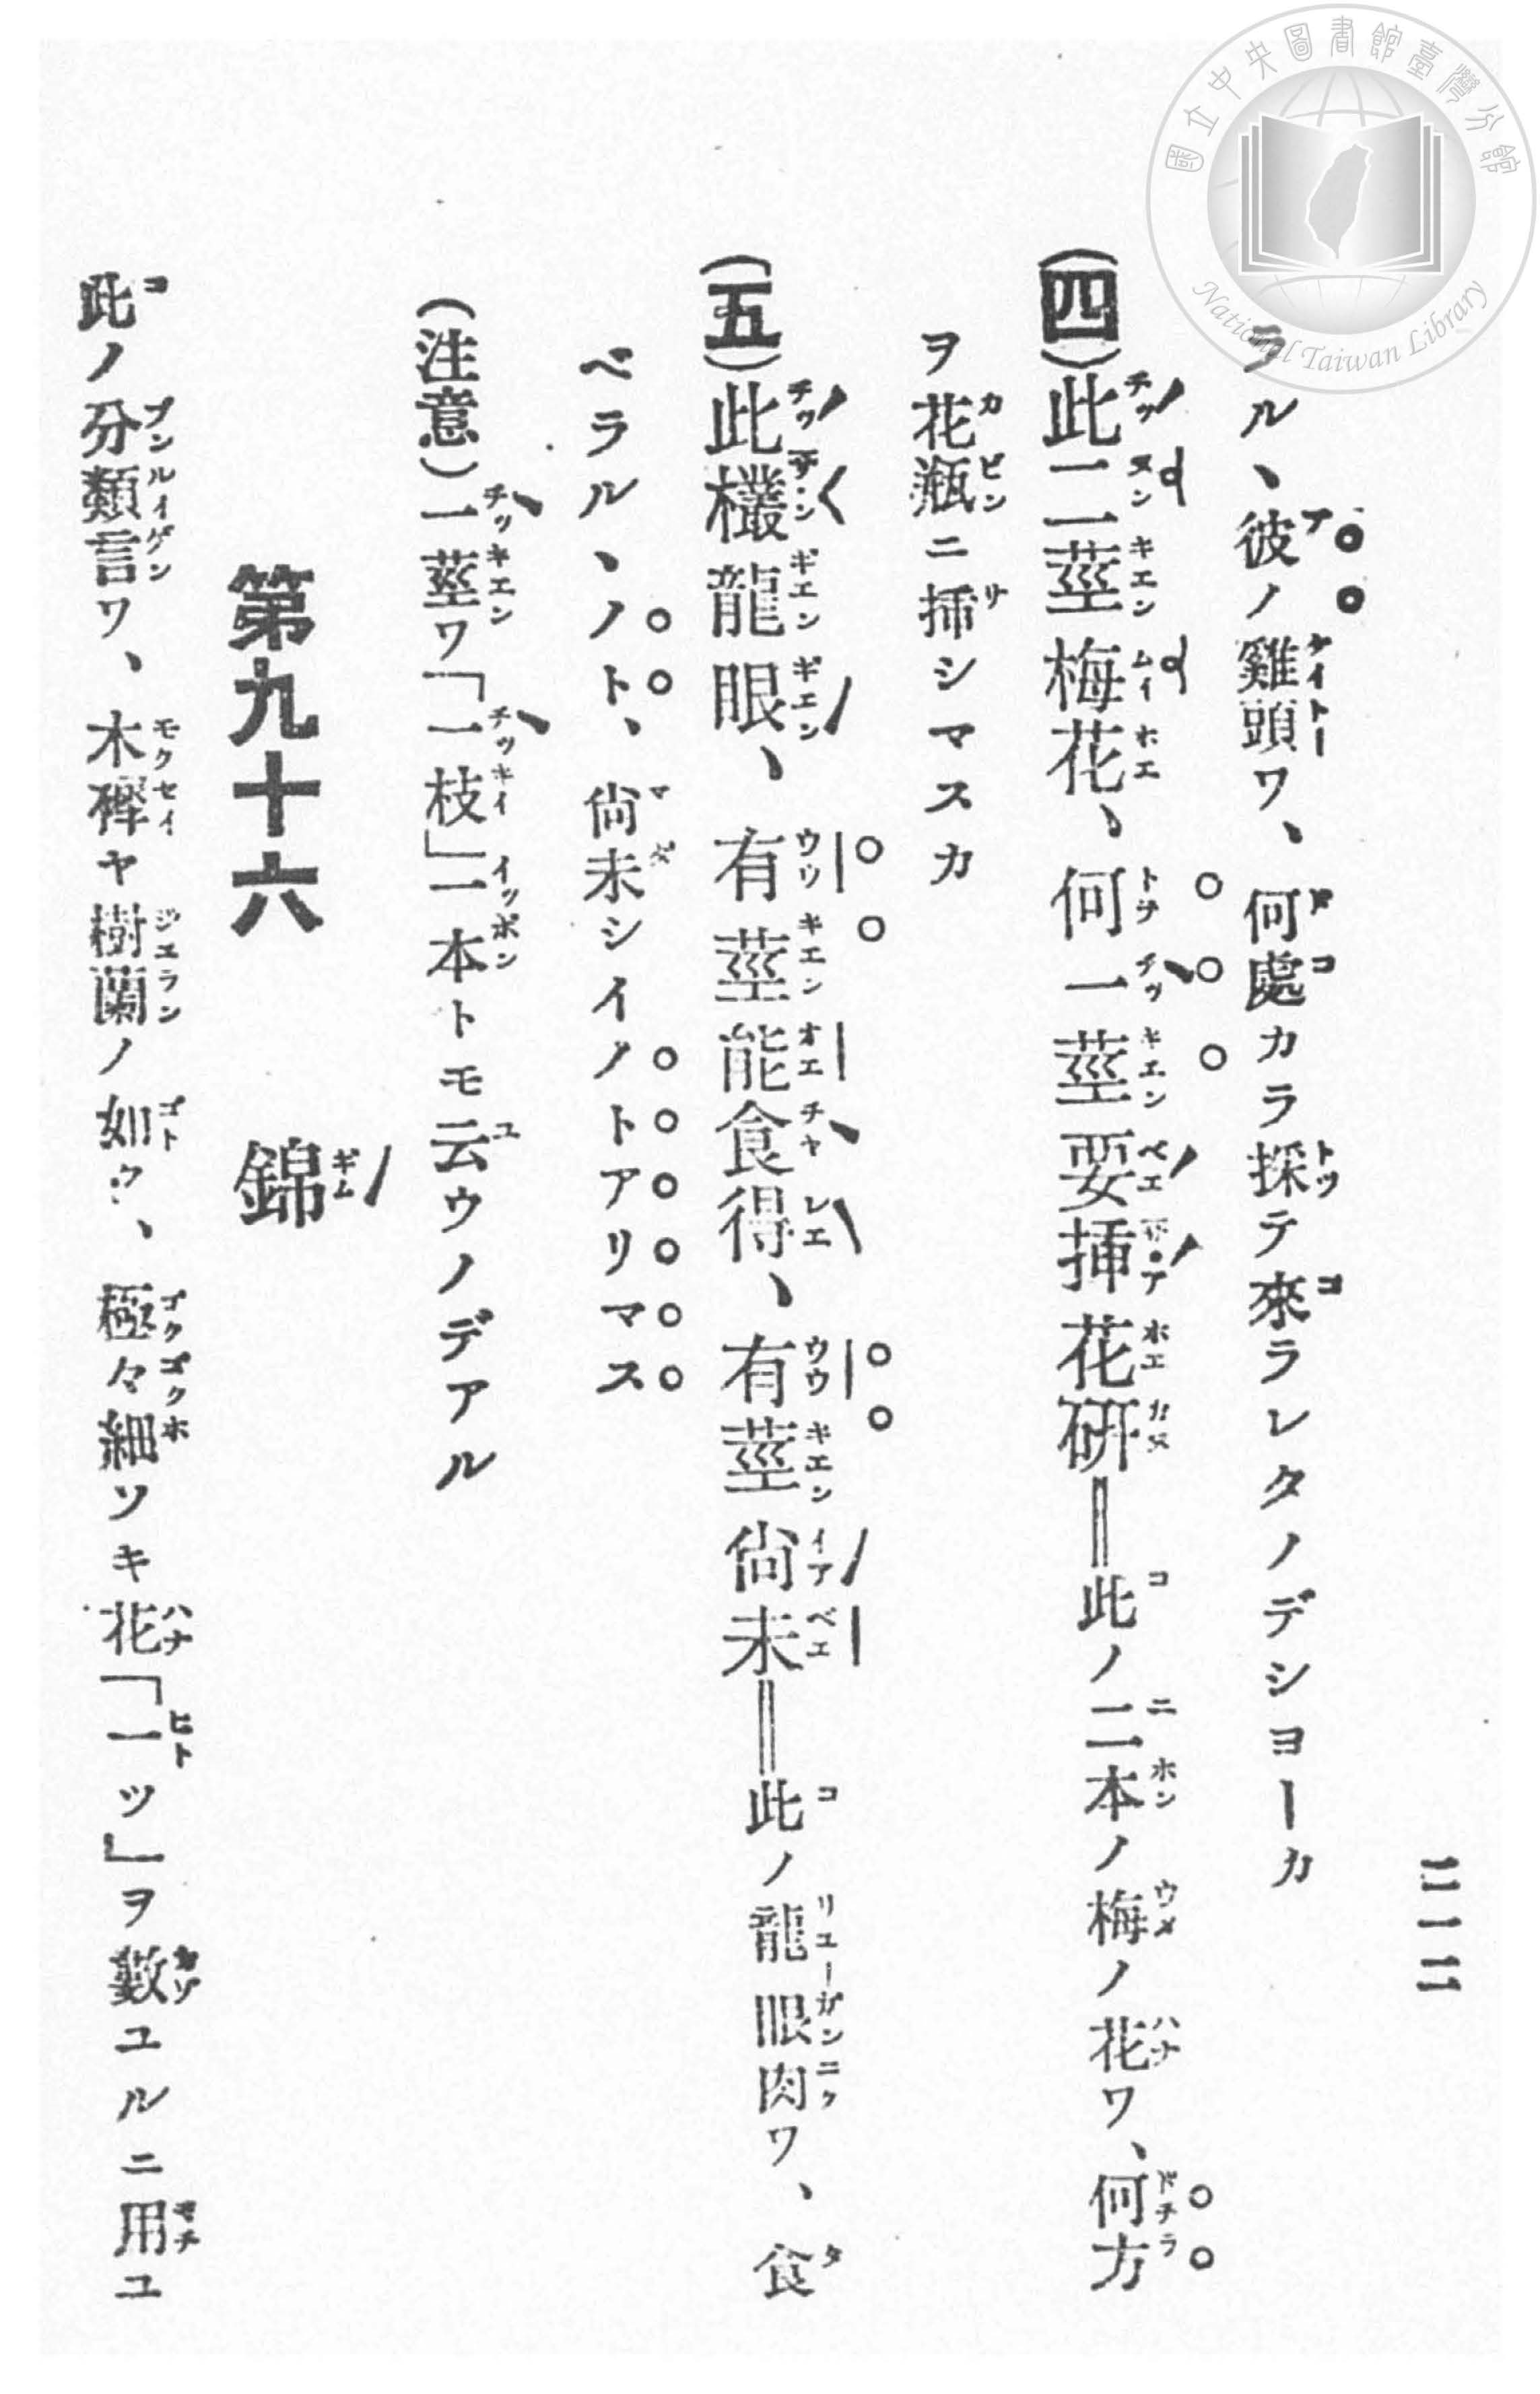 二一二
ラル、彼ノ雞頭ワ、何處カラ採テ來ラレタノデショーカ
(四)此二莖梅花、何一莖要挿花矸=此ノ二本ノ梅ノ花ワ、何方
ヲ花瓶ニ挿シマスカ
(五)此欉龍眼、有莖能食得、有莖尙未=此ノ龍眼肉ワ、食
ベラル、ノト、尙未シイノトアリマス
(注意)一莖ワ「一枝」一本トモ云ウノデアル
第九十六 錦
此ノ分類言ワ、木樨ヤ樹蘭ノ如ク、極々細ソキ花「一ツ」ヲ數ユルニ用ユ
國立中央圖書館臺灣分館
National Taiwan Library